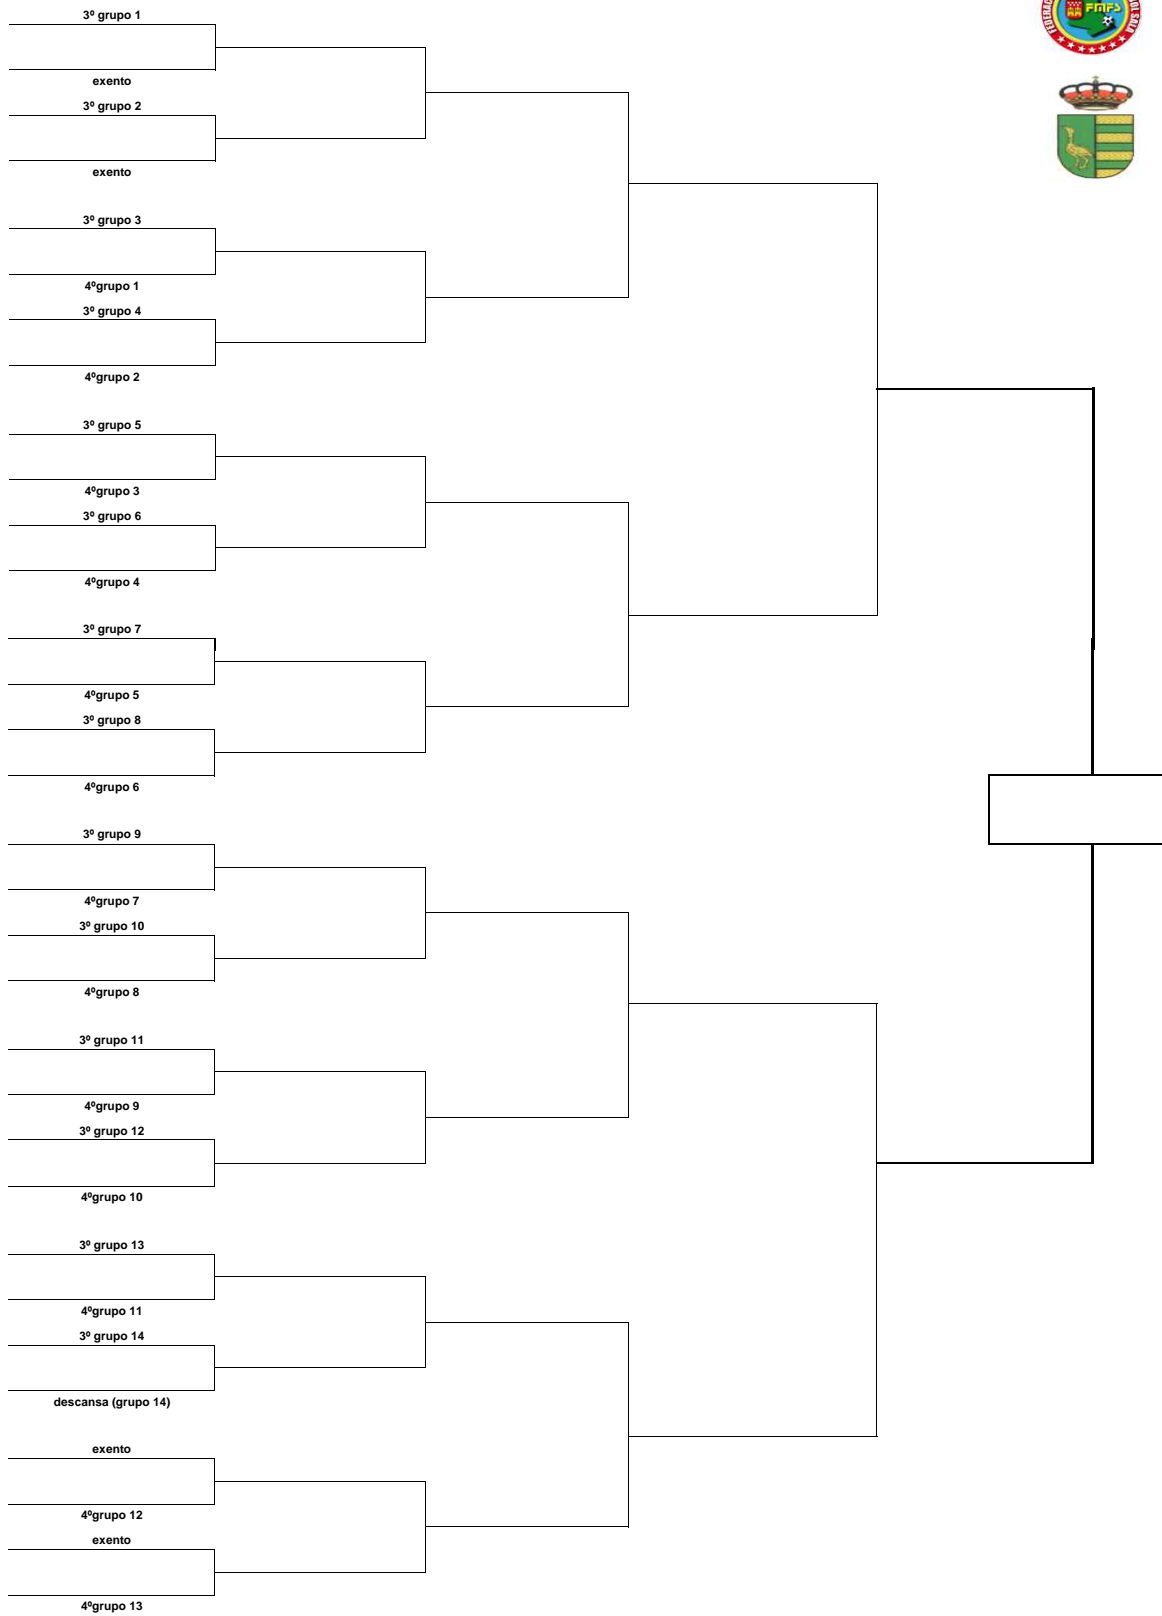 3º grupo 1
FMFS
exento
3º grupo 2
exento
3º grupo 3
4ºgrupo 1
3º grupo 4
4ºgrupo 2
3º grupo 5
4ºgrupo 3
3º grupo 6
4ºgrupo 4
3º grupo 7
4ºgrupo 5
3º grupo 8
4ºgrupo 6
3º grupo 9
4ºgrupo 7
3º grupo 10
4ºgrupo 8
3º grupo 11
4ºgrupo 9
3º grupo 12
4ºgrupo 10
3º grupo 13
4ºgrupo 11
3º grupo 14
descansa (grupo 14)
exento
4ºgrupo 12
exento
4ºgrupo 13